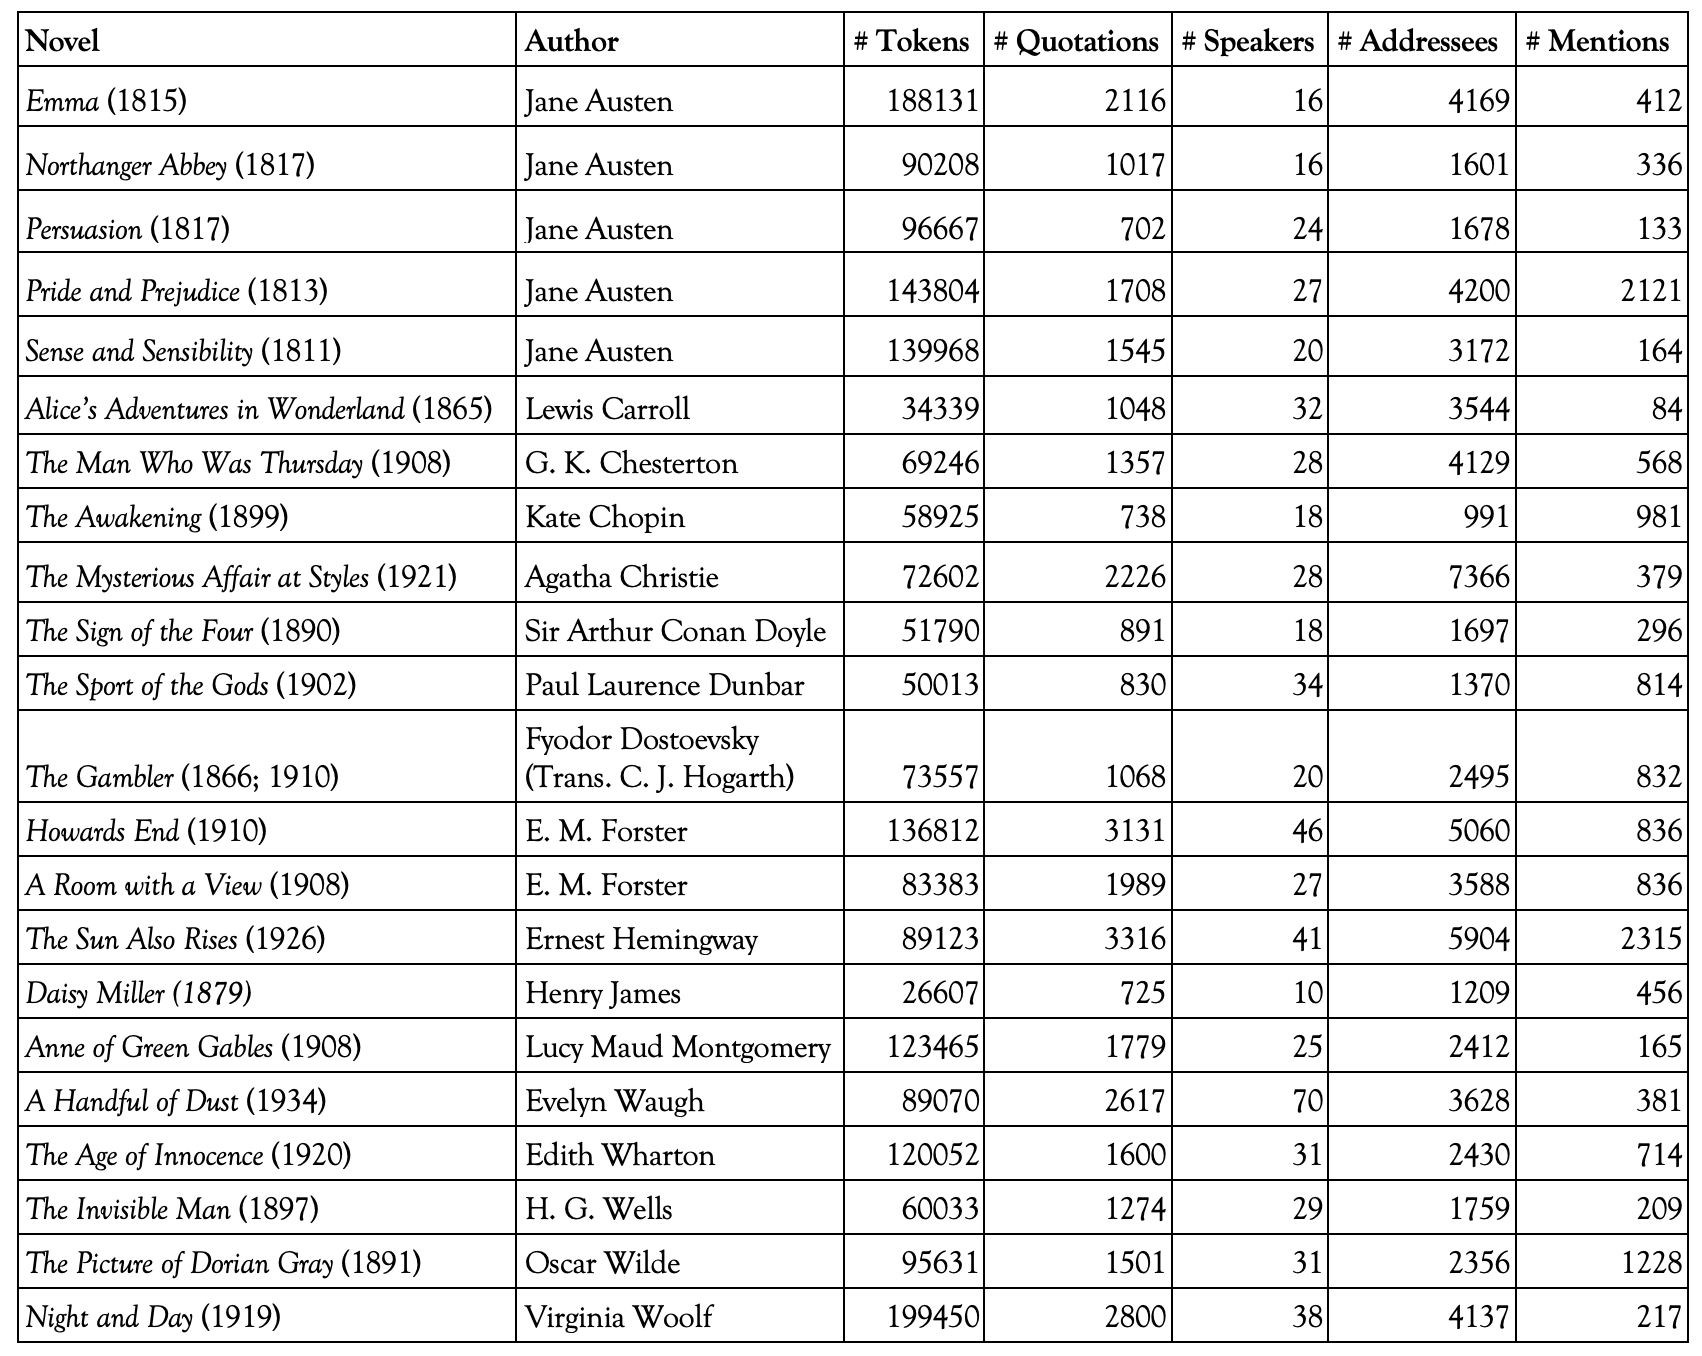 Novel Author # Tokens # Quotations # Speakers # Addressees # Mentions
Emma (1815) Jane Austen 188131 2116 16 4169 412
Northanger Abbey (1817) Jane Austen 90208 1017 16 1601 336
Persuasion (1817) Jane Austen 96667 702 24 1678 133
Pride and Prejudice (1813) Jane Austen 143804 1708 27 4200 2121
Sense and Sensibility (1811) Jane Austen 139968 1545 20 3172 164
Alice's Adventures in Wonderland (1865) Lewis Carroll 34339 1048 32 3544 84
The Man Who Was Thursday (1908) G. K. Chesterton 69246 1357 28 4129 568
The Awakening (1899) Kate Chopin 58925 738 18 991 981
The Mysterious Affair at Styles (1921) Agatha Christie 72602 2226 28 7366 379
The Sign of the Four (1890) Sir Arthur Conan Doyle 51790 891 18 1697 296
The Sport of the Gods (1902) Paul Laurence Dunbar 50013 830 34 1370 814
Fyodor Dostoevsky
The Gambler (1866; 1910) (Trans. C. J. Hogarth) 73557 1068 20 2495 832
Howards End (1910) E. M. Forster 136812 3131 46 5060 836
A Room with a View (1908) E. M. Forster 83383 1989 27 3588 836
The Sun Also Rises (1926) Ernest Hemingway 89123 3316 41 5904 2315
Daisy Miller (1879) Henry James 26607 725 10 1209 456
Anne of Green Gables (1908) Lucy Maud Montgomery 123465 1779 25 2412 165
A Handful of Dust (1934) Evelyn Waugh 89070 2617 70 3628 381
The Age of Innocence (1920) Edith Wharton 120052 1600 31 2430 714
The Invisible Man (1897) H. G. Wells 60033 1274 29 1759 209
The Picture of Dorian Gray (1891) Oscar Wilde 95631 1501 31 2356 1228
Night and Day (1919) Virginia Woolf 199450 2800 38 4137 217